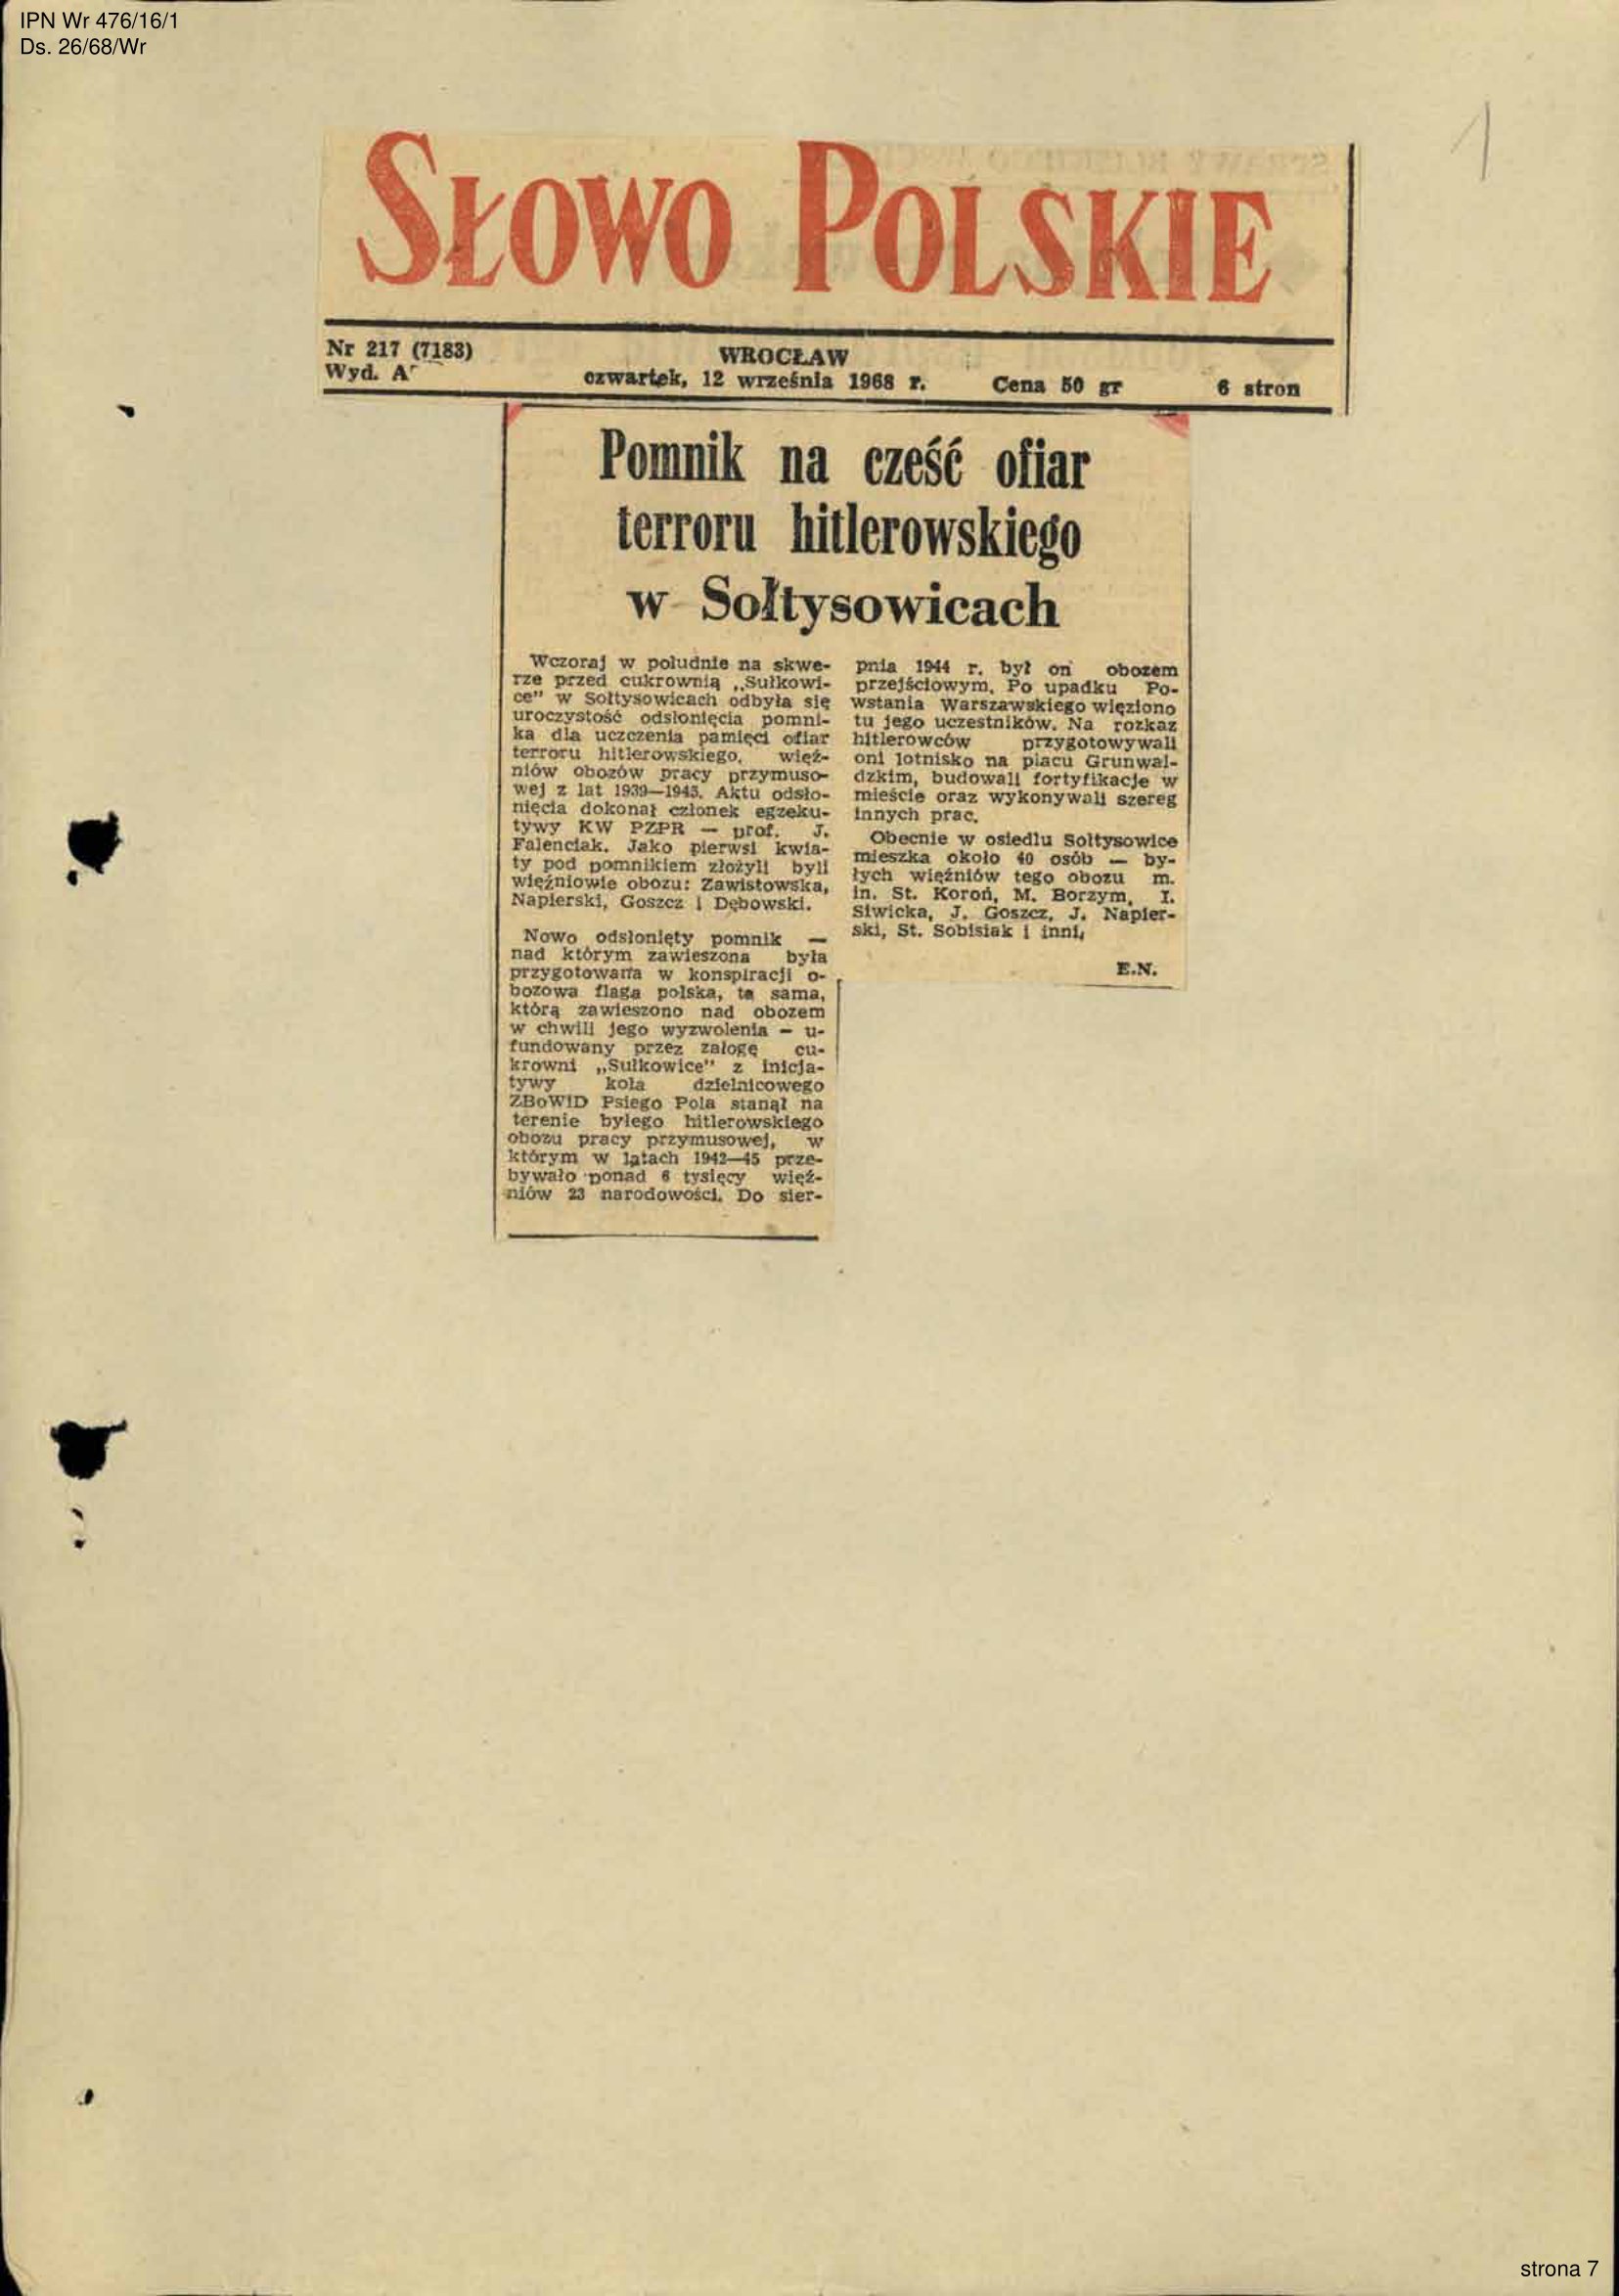 IPN Wr 476/16/1
Ds. 26/68/Wr
1
SŁOWO POLSKIE
Nr 217 (7183)
Wyd. A
WROCŁAW
czwartek, 12 września 1968 r.
Cena 50 gr
6 stron
Pomnik na cześć ofiar
terroru hitlerowskiego
w Sołtysowicach
Wczoraj w południe na skwe-
rze przed cukrownią „Sułkowi-
ce" w Sołtysowicach odbyła się
uroczystość odsłonięcia pomni-
ka dla uczczenia pamięci ofiar
terroru hitlerowskiego, więź-
niów obozów pracy przymuso-
wej z lat 1939—1945. Aktu odsło-
nięcia dokonał członek egzeku-
tywy KW PZPR — prof. J.
Falenciak. Jako pierwsi kwia-
ty pod pomnikiem złożyli byli
więźniowie obozu: Zawistowska,
Napierski, Goszcz i Dębowski.
Nowo odsłonięty pomnik —
nad którym zawieszona była
przygotowana w konspiracji o-
bozowa flaga polska, ta sama,
którą zawieszono nad obozem
w chwili jego wyzwolenia — u-
fundowany przez załogę cu-
krowni „Sułkowice" z inicja-
tywy koła dzielnicowego
ZBoWiD Psiego Pola stanął na
terenie byłego hitlerowskiego
obozu pracy przymusowej, w
którym w latach 1942—45 prze-
bywało ponad 6 tysięcy więź-
niów 23 narodowości. Do sier-
pnia 1944 r. był on obozem
przejściowym. Po upadku Po-
wstania Warszawskiego więziono
tu jego uczestników. Na rozkaz
hitlerowców przygotowywali
oni lotnisko na placu Grunwal-
dzkim, budowali fortyfikacje w
mieście oraz wykonywali szereg
innych prac.
Obecnie w osiedlu Sołtysowice
mieszka około 40 osób — by-
łych więźniów tego obozu m.
in. St. Koroń, M. Borzym, I.
Siwicka, J. Goszcz, J. Napier-
ski, St. Sobisiak i inni.
E.N.
strona 7